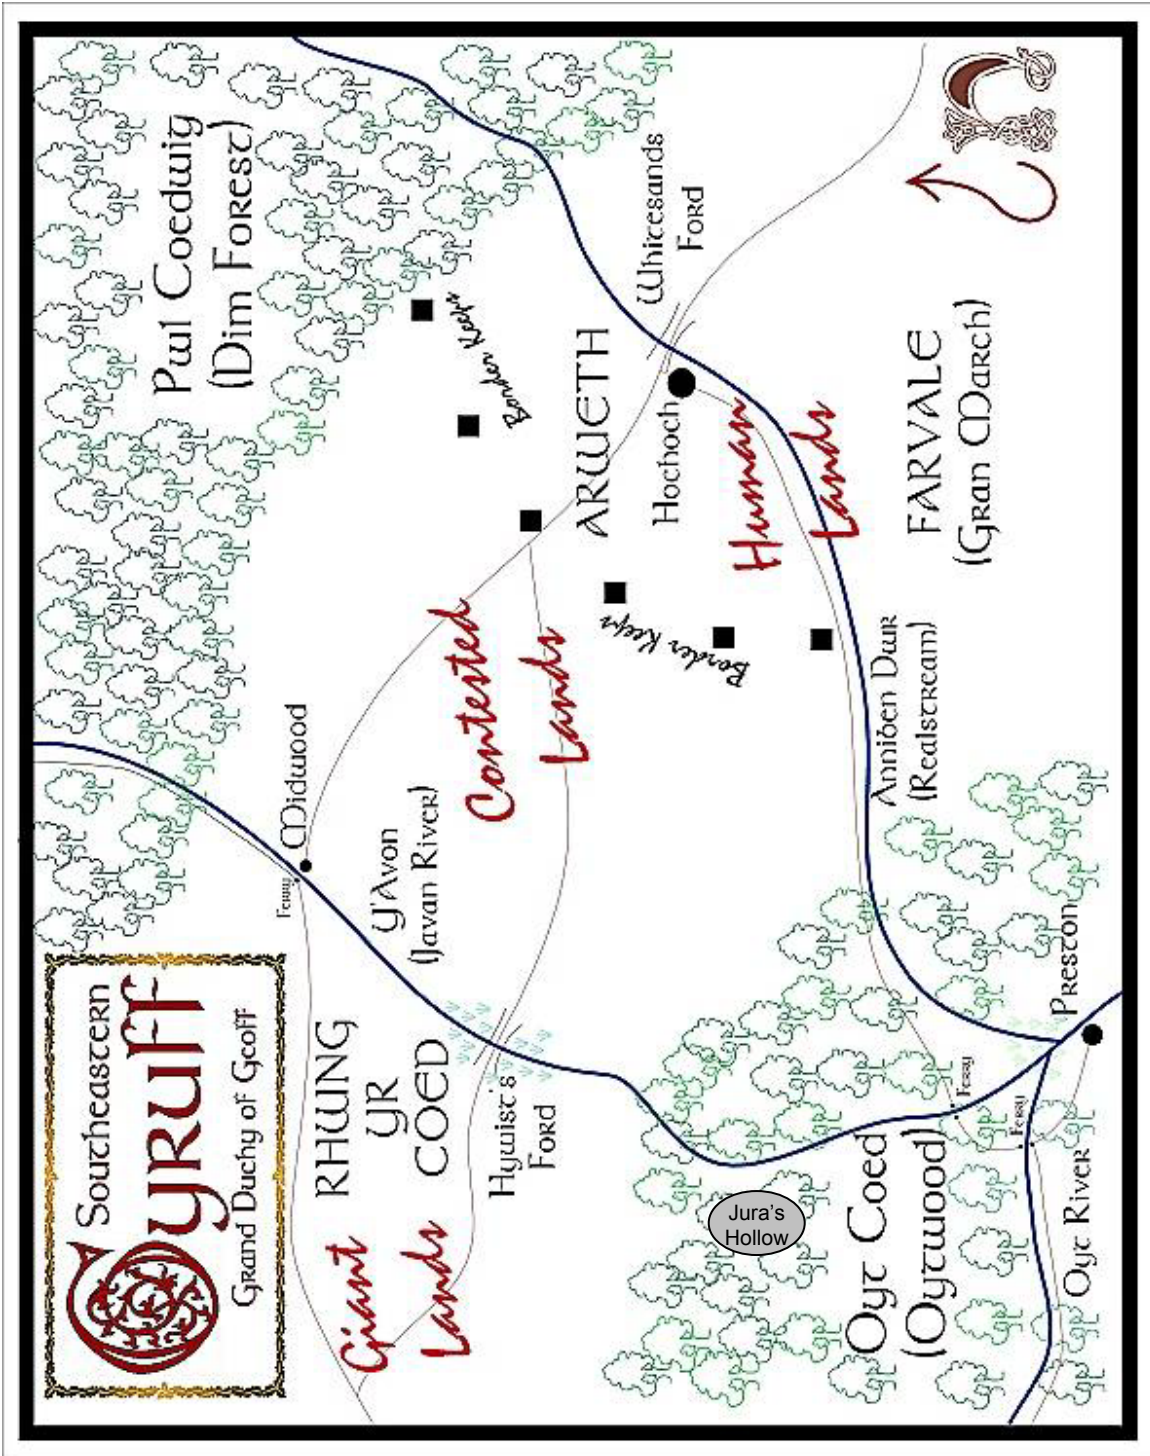 Southeastern
Gyruff
Grand Duchy of Geoff
Pwl Coedwig
(Dim Forest)
Midwood
Ferry
RHWNG
YR
COED
Giant
Lands
Y'Avon
(Javan River)
Hywist's
Ford
Contested
Lands
Border Keeps
Border Keeps
ARWETH
Whitesands
Ford
Hochoch
Human
Lands
FARVALE
(Gran March)
Anniben Dwr
(Realstream)
Jura's
Hollow
Oyt Coed
(Oytwood)
Ferry
Ferry
Preston
Oyt River